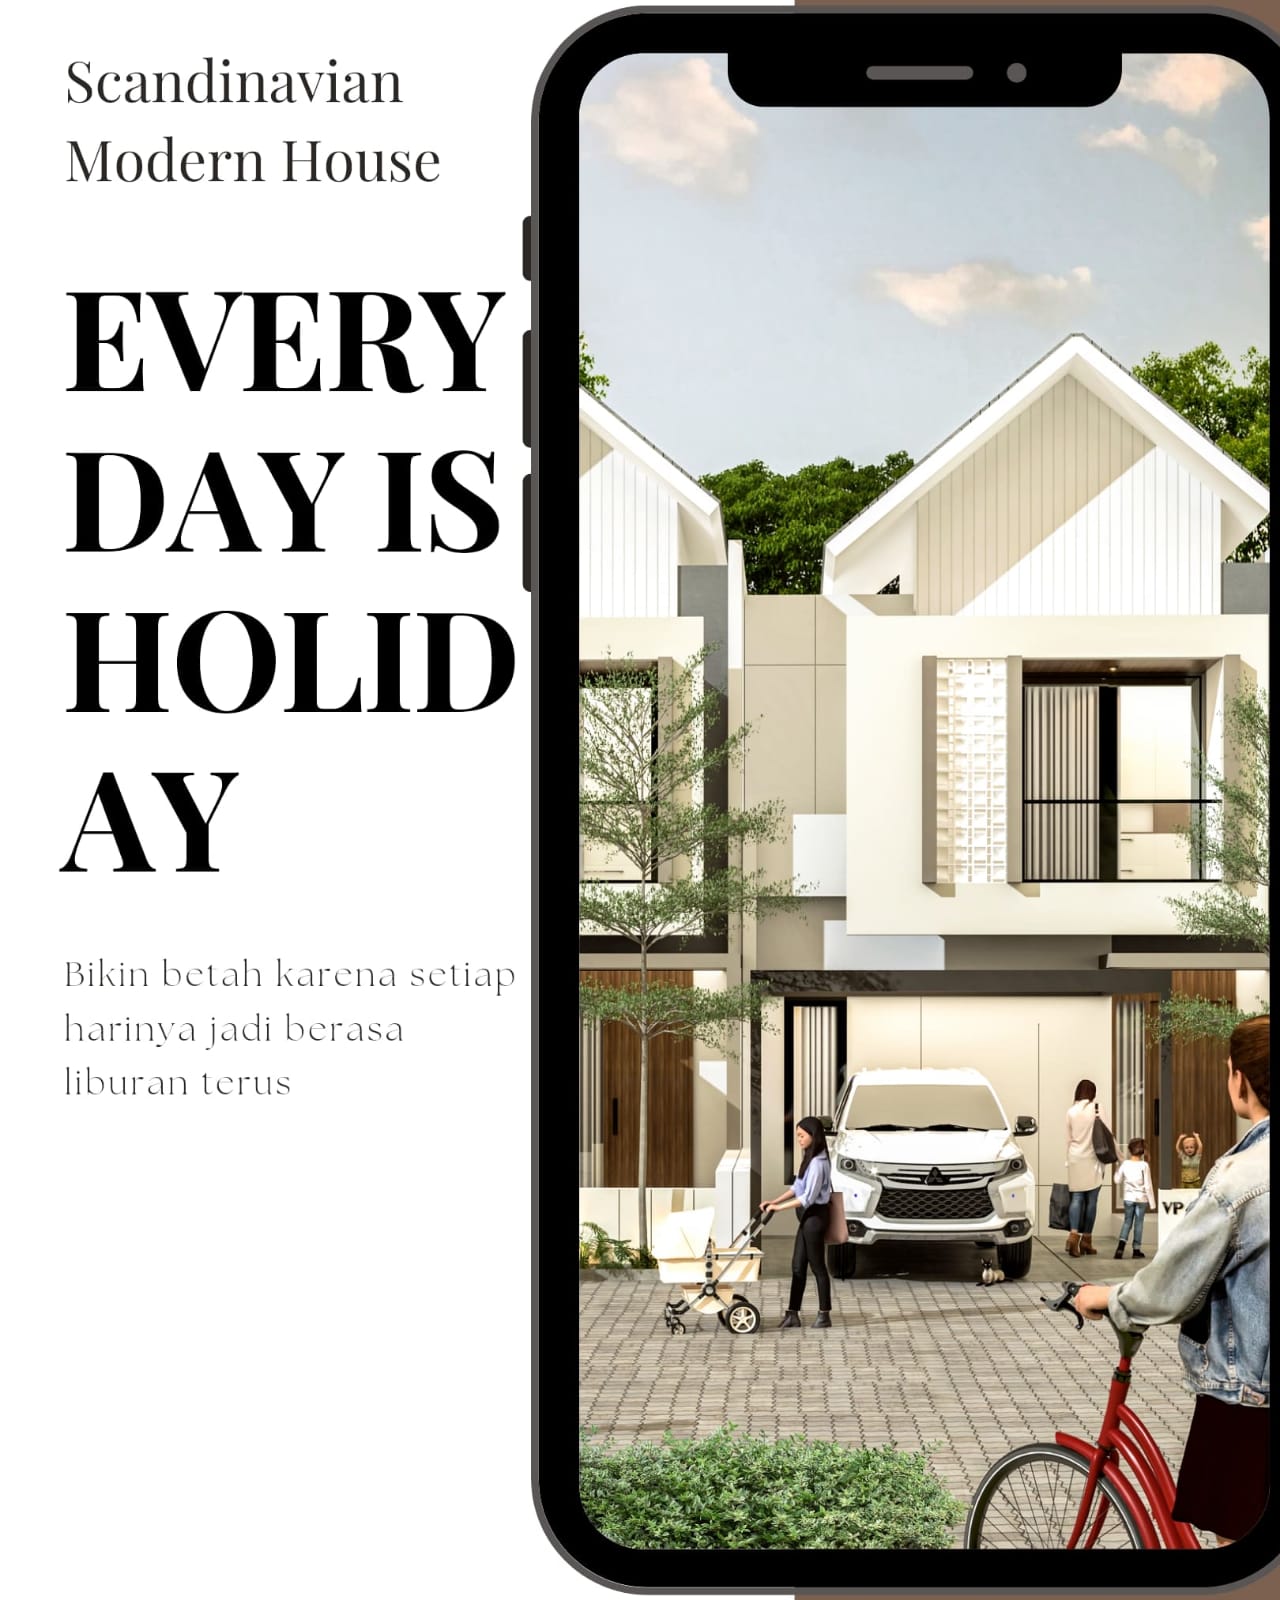 Scandinavian
Modern House
EVERY
DAY IS
HOLID
AY
Bikin betah karena setiap
harinya jadi berasa
liburan terus
VP